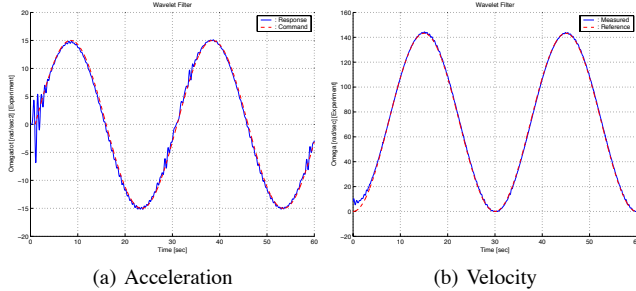 Wavelet Filter
Omegadot [rad/sec2] [Experiment]
20
15
10
5
0
−5
−10
−15
−20
0
10
20
30
40
50
60
Time [sec]
: Response
: Command
(a) Acceleration
Wavelet Filter
Omega [rad/sec] [Experiment]
160
140
120
100
80
60
40
20
0
−20
0
10
20
30
40
50
60
Time [sec]
: Measured
: Reference
(b) Velocity